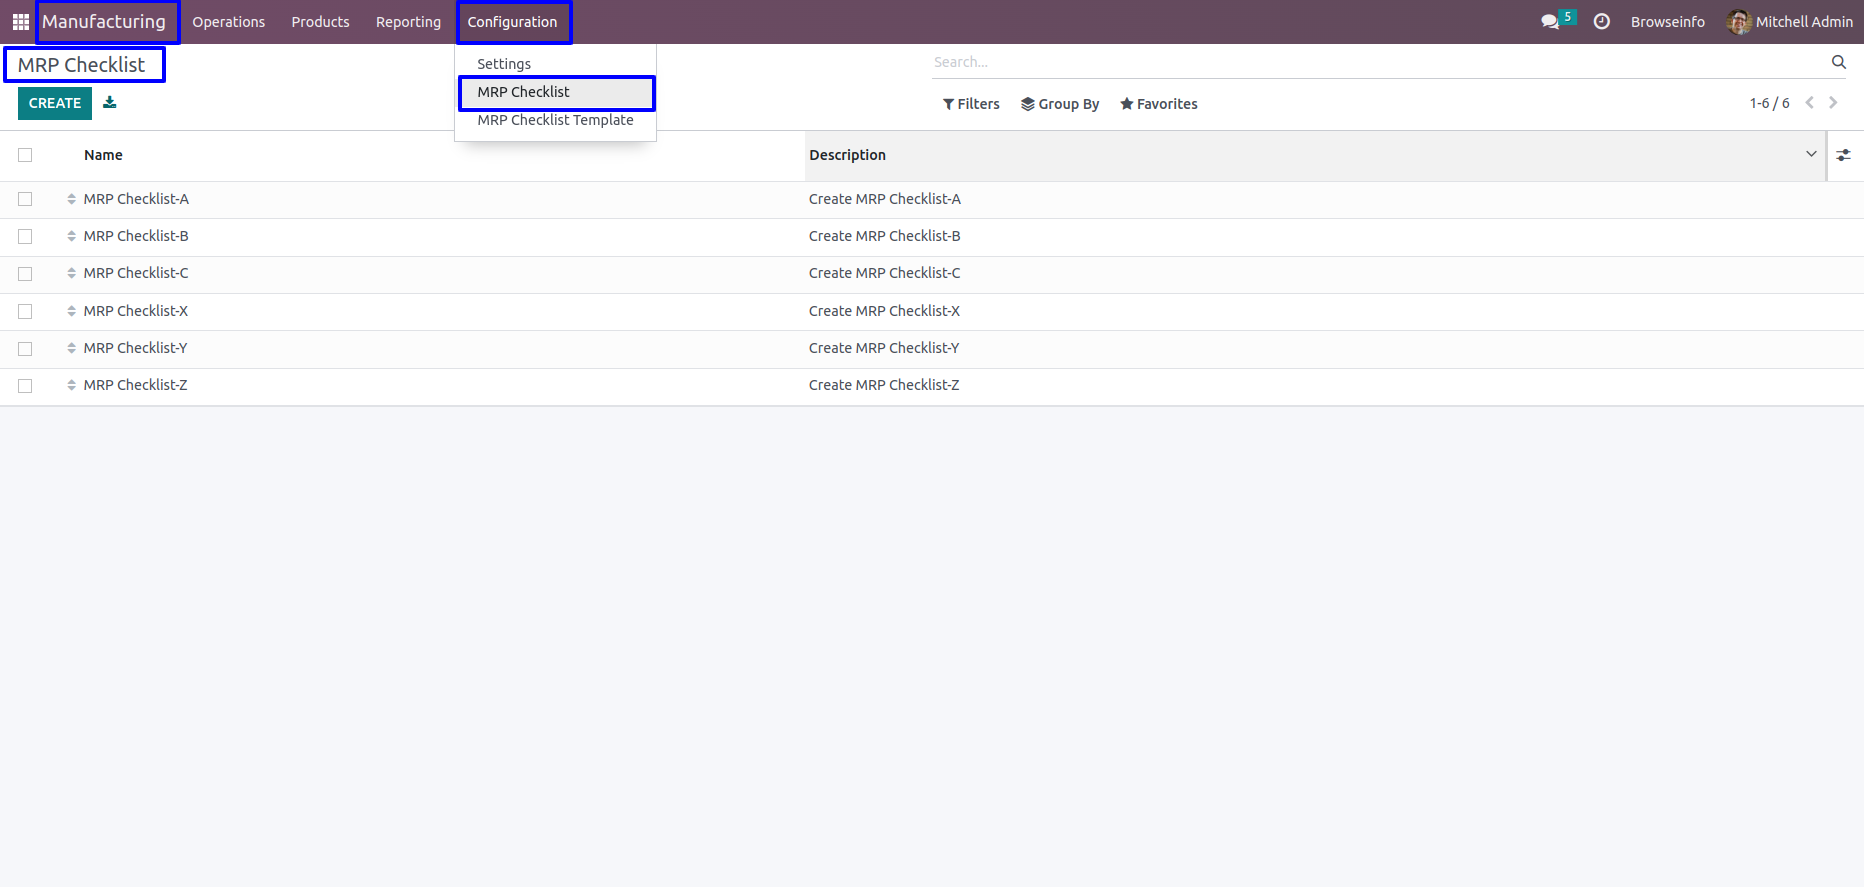 Manufacturing Operations Products Reporting Configuration 5 Browseinfo Mitchell Admin
MRP Checklist Settings Search...
MRP Checklist
CREATE Filters Group By Favorites 1-6 / 6
MRP Checklist Template
Name Description
MRP Checklist-A Create MRP Checklist-A
MRP Checklist-B Create MRP Checklist-B
MRP Checklist-C Create MRP Checklist-C
MRP Checklist-X Create MRP Checklist-X
MRP Checklist-Y Create MRP Checklist-Y
MRP Checklist-Z Create MRP Checklist-Z